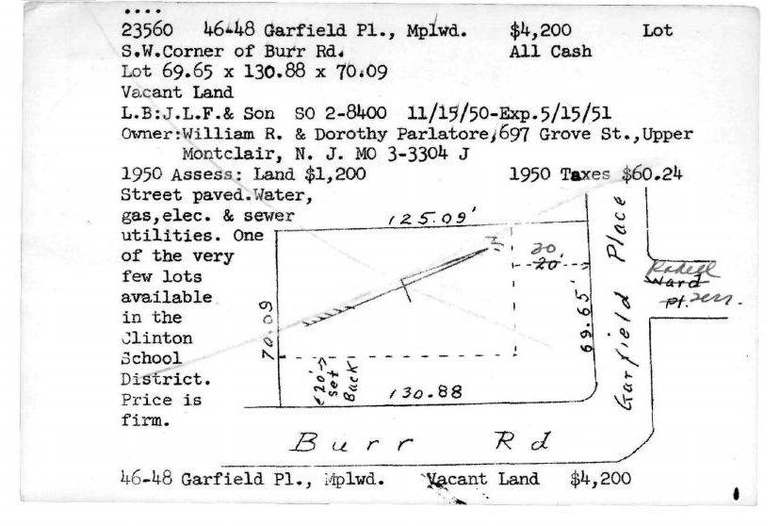 23560 46-48 Garfield Pl., Mplwd. $4,200 Lot
S.W.Corner of Burr Rd. All Cash
Lot 69.65 x 130.88 x 70.09
Vacant Land
L.B:J.L.F.& Son SO 2-8400 11/15/50-Exp.5/15/51
Owner:William R. & Dorothy Parlatore,697 Grove St.,Upper
Montclair, N. J. MO 3-3304 J
1950 Assess: Land $1,200 1950 Taxes $60.24
Street paved.Water,
gas,elec. & sewer
utilities. One
of the very
few lots
available
in the
Clinton
School
District.
Price is
firm.
125.09'
20'
20'
70.09
69.65'
Garfield Place
Ward
Pl.
Terr.
20'
Set
Back
130.88
Burr Rd
46-48 Garfield Pl., Mplwd. Vacant Land $4,200